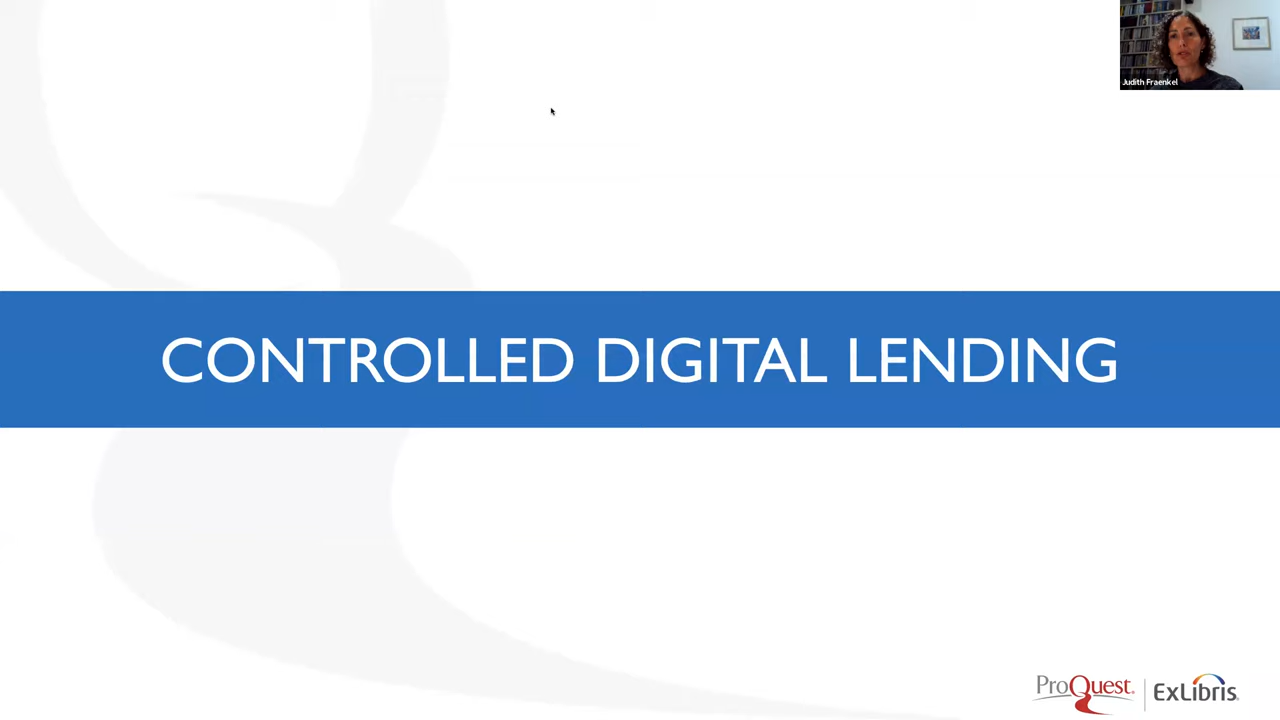 Judith Fraenkel
CONTROLLED DIGITAL LENDING
ProQuest. | ExLibris.